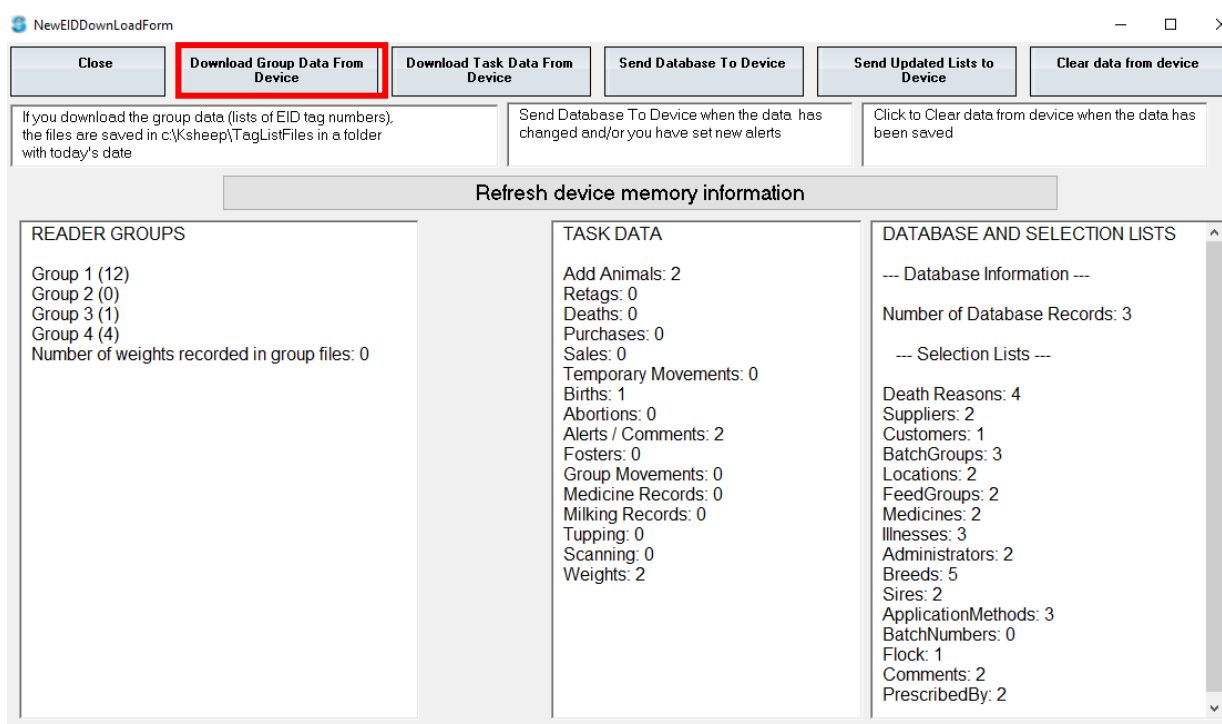 NewEIDDownLoadForm
Close
Download Group Data From
Device
Download Task Data From
Device
Send Database To Device
Send Updated Lists to
Device
Clear data from device
If you download the group data (lists of EID tag numbers),
the files are saved in c:\Ksheep\TagListFiles in a folder
with today's date
Send Database To Device when the data has
changed and/or you have set new alerts
Click to Clear data from device when the data has
been saved
Refresh device memory information
READER GROUPS
Group 1 (12)
Group 2 (0)
Group 3 (1)
Group 4 (4)
Number of weights recorded in group files: 0
TASK DATA
Add Animals: 2
Retags: 0
Deaths: 0
Purchases: 0
Sales: 0
Temporary Movements: 0
Births: 1
Abortions: 0
Alerts / Comments: 2
Fosters: 0
Group Movements: 0
Medicine Records: 0
Milking Records: 0
Tupping: 0
Scanning: 0
Weights: 2
DATABASE AND SELECTION LISTS
--- Database Information ---
Number of Database Records: 3
--- Selection Lists ---
Death Reasons: 4
Suppliers: 2
Customers: 1
BatchGroups: 3
Locations: 2
FeedGroups: 2
Medicines: 2
Illnesses: 3
Administrators: 2
Breeds: 5
Sires: 2
ApplicationMethods: 3
BatchNumbers: 0
Flock: 1
Comments: 2
PrescribedBy: 2